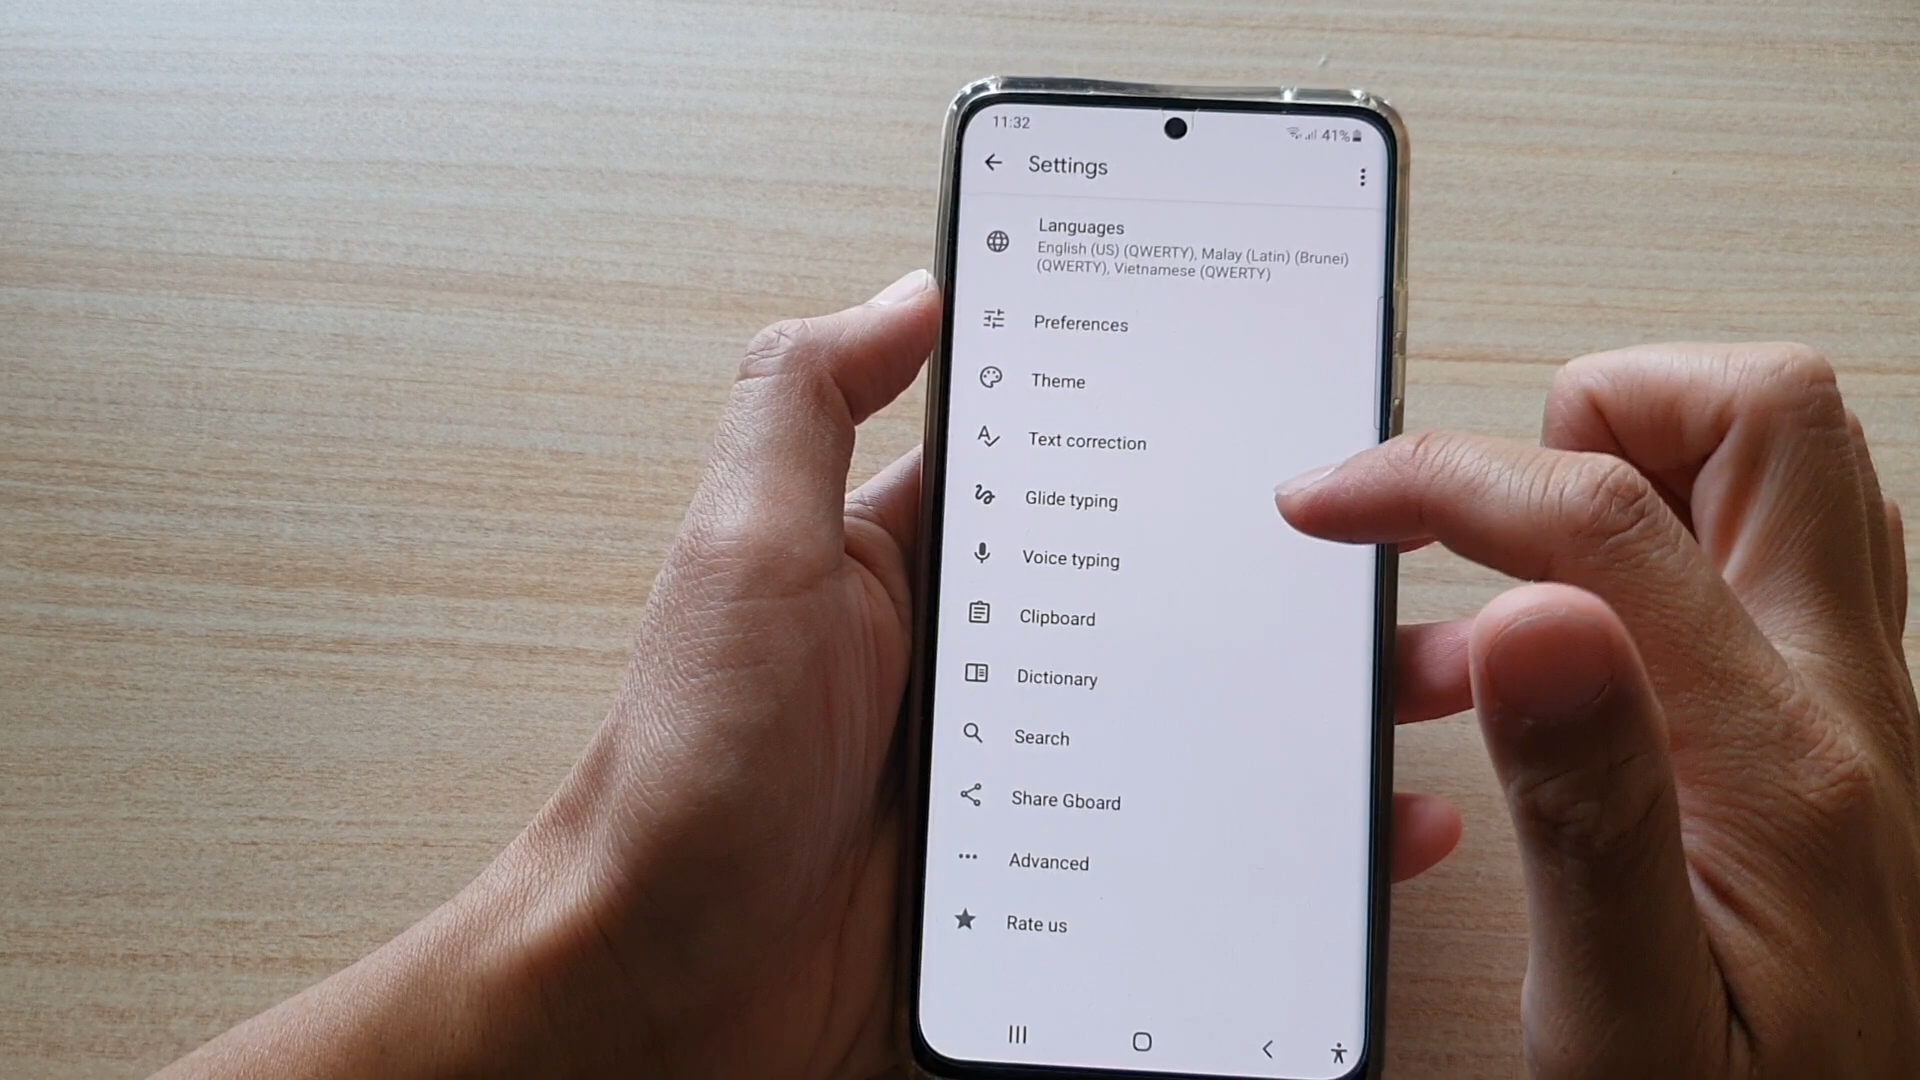 11:32
41%
Settings
Languages
English (US) (QWERTY), Malay (Latin) (Brunei)
(QWERTY), Vietnamese (QWERTY)
Preferences
Theme
Text correction
Glide typing
Voice typing
Clipboard
Dictionary
Search
Share Gboard
Advanced
Rate us